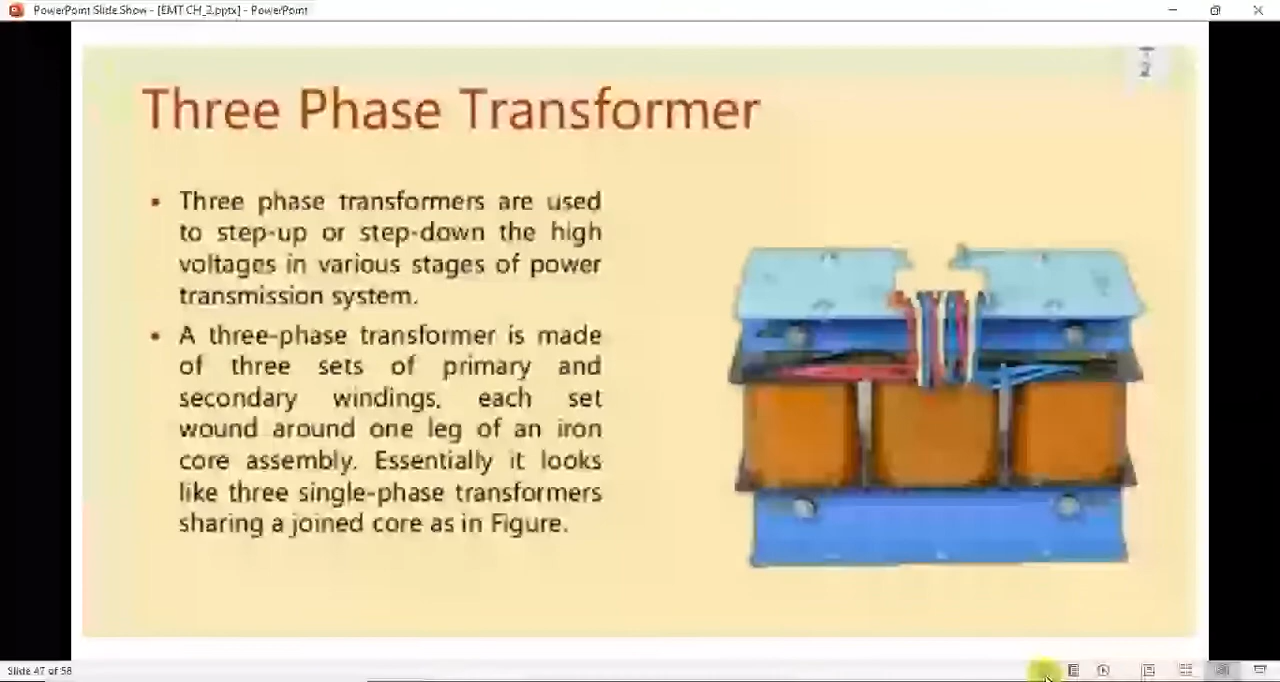 PowerPoint Slide Show - [EMT CH_2.pptx] - PowerPoint
Three Phase Transformer
• Three phase transformers are used
to step-up or step-down the high
voltages in various stages of power
transmission system.
• A three-phase transformer is made
of three sets of primary and
secondary windings, each set
wound around one leg of an iron
core assembly. Essentially it looks
like three single-phase transformers
sharing a joined core as in Figure.
Slide 47 of 58